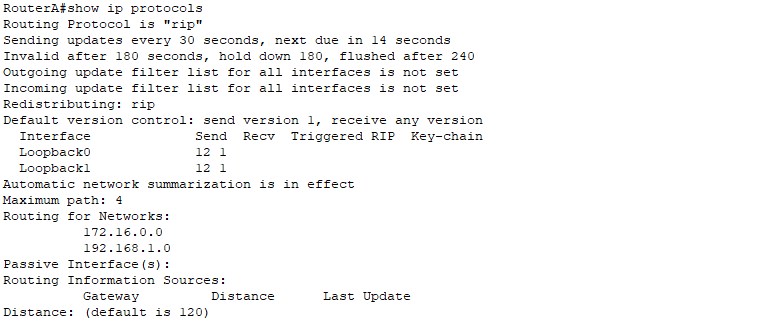 RouterA#show ip protocols
Routing Protocol is "rip"
Sending updates every 30 seconds, next due in 14 seconds
Invalid after 180 seconds, hold down 180, flushed after 240
Outgoing update filter list for all interfaces is not set
Incoming update filter list for all interfaces is not set
Redistributing: rip
Default version control: send version 1, receive any version
  Interface             Send  Recv  Triggered RIP  Key-chain
  Loopback0             12 1
  Loopback1             12 1
Automatic network summarization is in effect
Maximum path: 4
Routing for Networks:
          172.16.0.0
          192.168.1.0
Passive Interface(s):
Routing Information Sources:
          Gateway         Distance      Last Update
Distance: (default is 120)